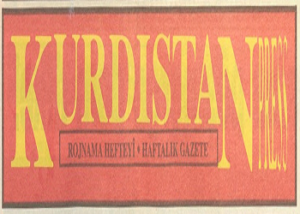 KURDISTAN PRESS
ROJNAMA HEFTEYÎ • HAFTALIK GAZETE